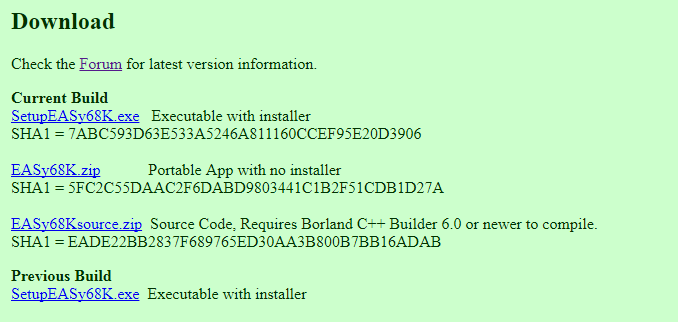 Download
Check the Forum for latest version information.
Current Build
SetupEASy68K.exe Executable with installer
SHA1 = 7ABC593D63E533A5246A811160CCEF95E20D3906
EASy68K.zip Portable App with no installer
SHA1 = 5FC2C55DAAC2F6DABD9803441C1B2F51CDB1D27A
EASy68Ksource.zip Source Code, Requires Borland C++ Builder 6.0 or newer to compile.
SHA1 = EADE22BB2837F689765ED30AA3B800B7BB16ADAB
Previous Build
SetupEASy68K.exe Executable with installer